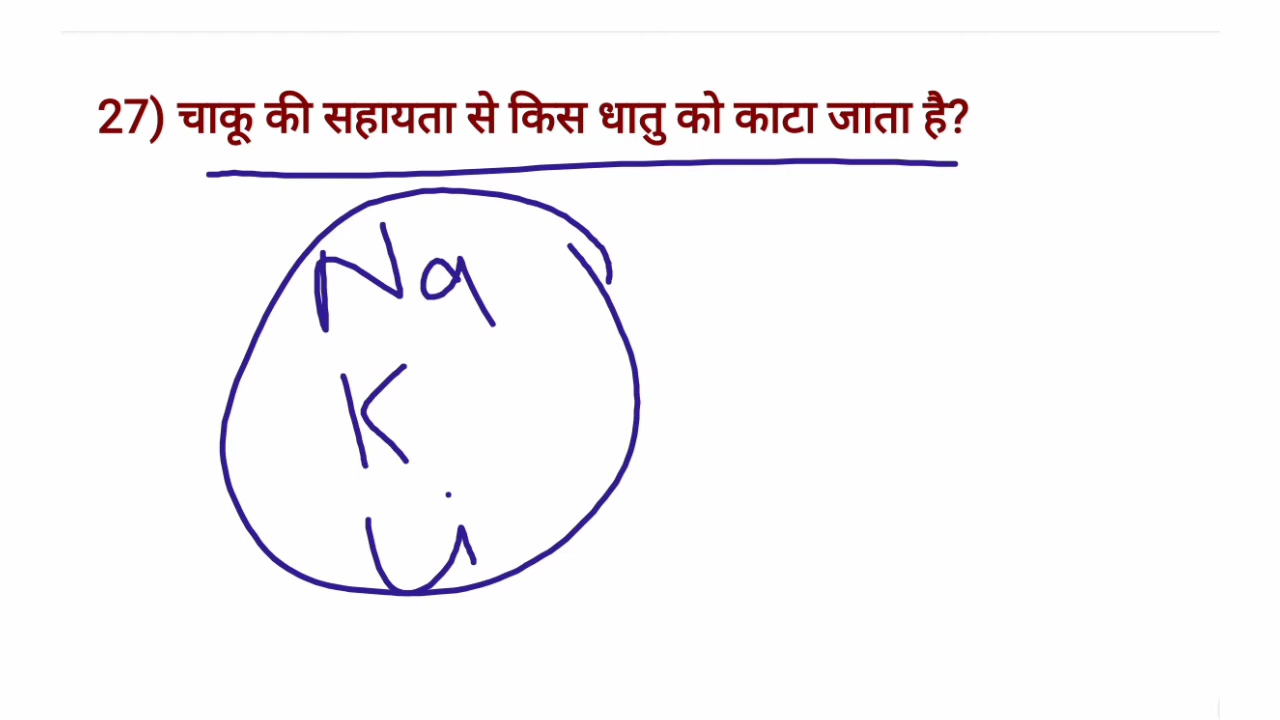 27) चाकू की सहायता से किस धातु को काटा जाता है?
Na
K
Li